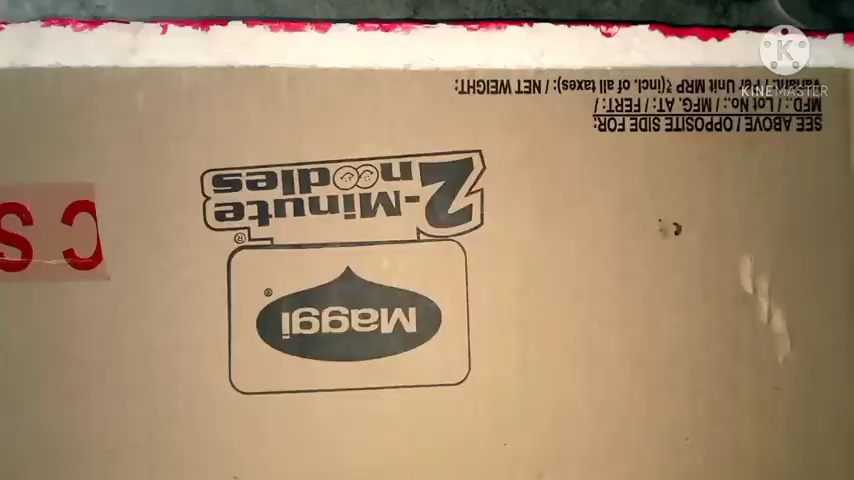 Maggi®
2-Minute®
noodles
SEE ABOVE / OPPOSITE SIDE FOR:
MFD.: / Lot No.: / MFG. AT: / FERT: /
Variant: / Per Unit MRP ₹(incl. of all taxes): / NET WEIGHT:
C S
K
KINEMASTER